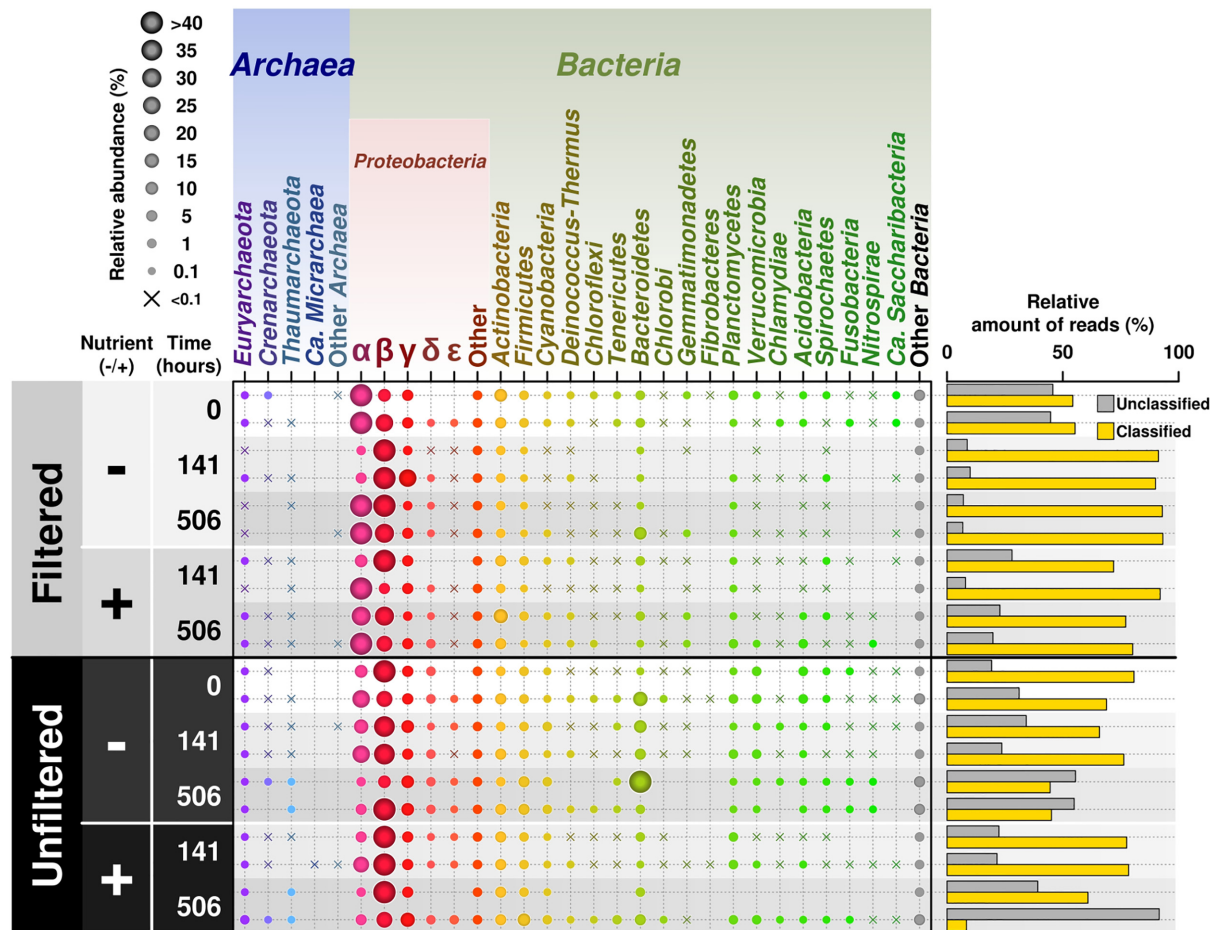 Relative abundance (%)
>40
35
30
25
20
15
10
5
1
0.1
<0.1
Archaea
Bacteria
Proteobacteria
Euryarchaeota
Crenarchaeota
Thaumarchaeota
Ca. Micrarchaea
Other Archaea
α
β
γ
δ
ε
Other
Actinobacteria
Firmicutes
Cyanobacteria
Deinococcus-Thermus
Chloroflexi
Tenericutes
Bacteroidetes
Chlorobi
Gemmatimonadetes
Fibrobacteres
Planctomycetes
Verrucomicrobia
Chlamydiae
Acidobacteria
Spirochaetes
Fusobacteria
Nitrospirae
Ca. Saccharibacteria
Other Bacteria
Relative
amount of reads (%)
0 50 100
Unclassified
Classified
Nutrient
(-/+)
Time
(hours)
Filtered
0
-
141
506
+
141
506
Unfiltered
0
-
141
506
+
141
506